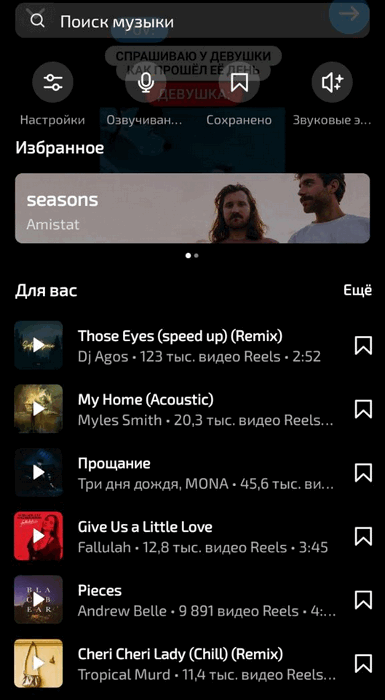 Поиск музыки
POV:
СПРАШИВАЮ У ДЕВУШКИ
КАК ПРОШЁЛ ЕЁ ДЕНЬ
ДЕВУШКА:
Настройки
Озвучиван...
Сохранено
Звуковые э...
Избранное
seasons
Amistat
Для вас
Ещё
Those Eyes (speed up) (Remix)
Dj Agos • 123 тыс. видео Reels • 2:52
My Home (Acoustic)
Myles Smith • 20,3 тыс. видео Reels...
Прощание
Три дня дождя, MONA • 45,6 тыс. ви...
Give Us a Little Love
Fallulah • 12,8 тыс. видео Reels • 3:45
BLA
CKB
EAR
Pieces
Andrew Belle • 9 891 видео Reels • 4:...
Cheri Cheri Lady (Chill) (Remix)
Tropical Murd • 11,4 тыс. видео Reels...